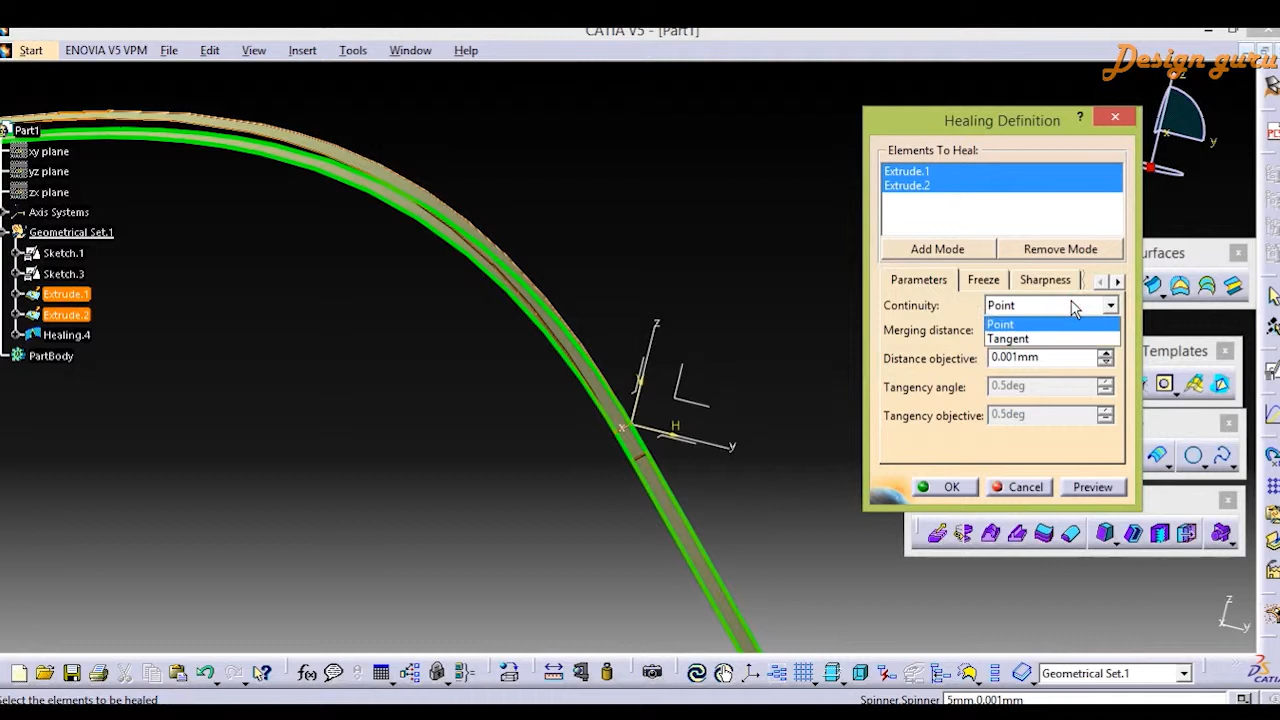 CATIA V5 - [Part1]
Start ENOVIA V5 VPM File Edit View Insert Tools Window Help
Design guru
Part1
xy plane
yz plane
zx plane
Axis Systems
Geometrical Set.1
Sketch.1
Sketch.3
Extrude.1
Extrude.2
Healing.4
PartBody
z
H
y
x
Healing Definition
?
Elements To Heal:
Extrude.1
Extrude.2
Add Mode Remove Mode
Parameters Freeze Sharpness
Continuity: Point
Point
Tangent
Merging distance:
Distance objective: 0.001mm
Tangency angle: 0.5deg
Tangency objective: 0.5deg
OK Cancel Preview
z
x
y
urfaces
Templates
z
x y
f(x)
Geometrical Set.1
CATIA
Select the elements to be healed
Spinner.Spinner 5mm,0.001mm